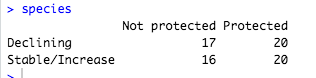 > species
Not protected Protected
Declining 17 20
Stable/Increase 16 20
>